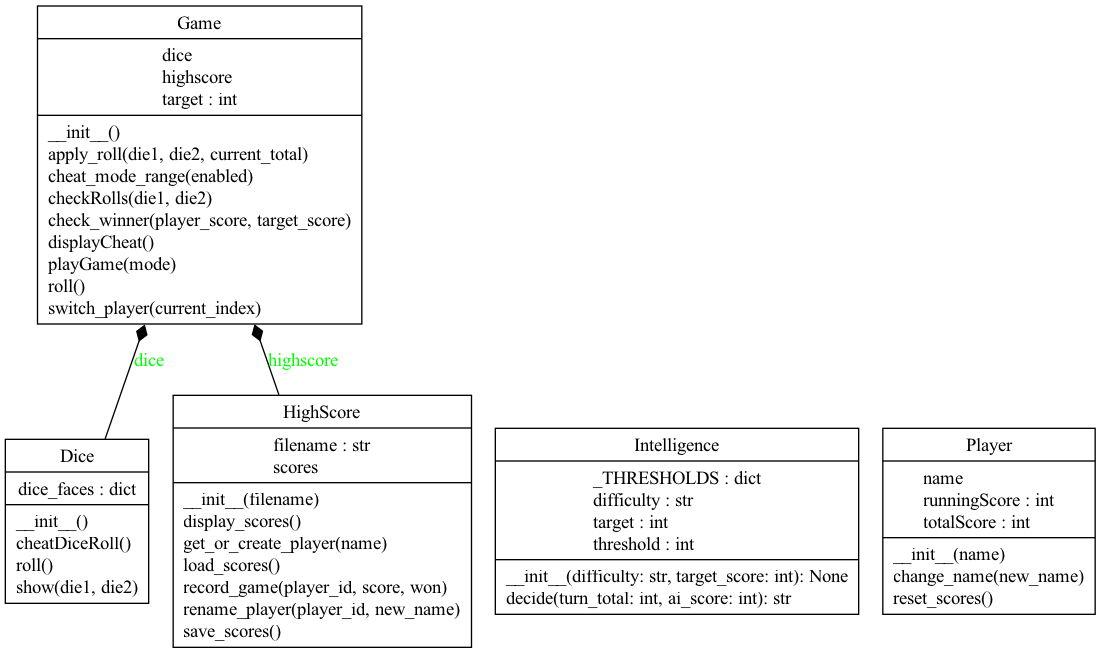 Game
dice
highscore
target : int
__init__()
apply_roll(die1, die2, current_total)
cheat_mode_range(enabled)
checkRolls(die1, die2)
check_winner(player_score, target_score)
displayCheat()
playGame(mode)
roll()
switch_player(current_index)
dice
highscore
Dice
dice_faces : dict
__init__()
cheatDiceRoll()
roll()
show(die1, die2)
HighScore
filename : str
scores
__init__(filename)
display_scores()
get_or_create_player(name)
load_scores()
record_game(player_id, score, won)
rename_player(player_id, new_name)
save_scores()
Intelligence
_THRESHOLDS : dict
difficulty : str
target : int
threshold : int
__init__(difficulty: str, target_score: int): None
decide(turn_total: int, ai_score: int): str
Player
name
runningScore : int
totalScore : int
__init__(name)
change_name(new_name)
reset_scores()